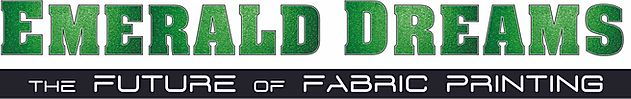 EMERALD DREAMS
THE FUTURE OF FABRIC PRINTING